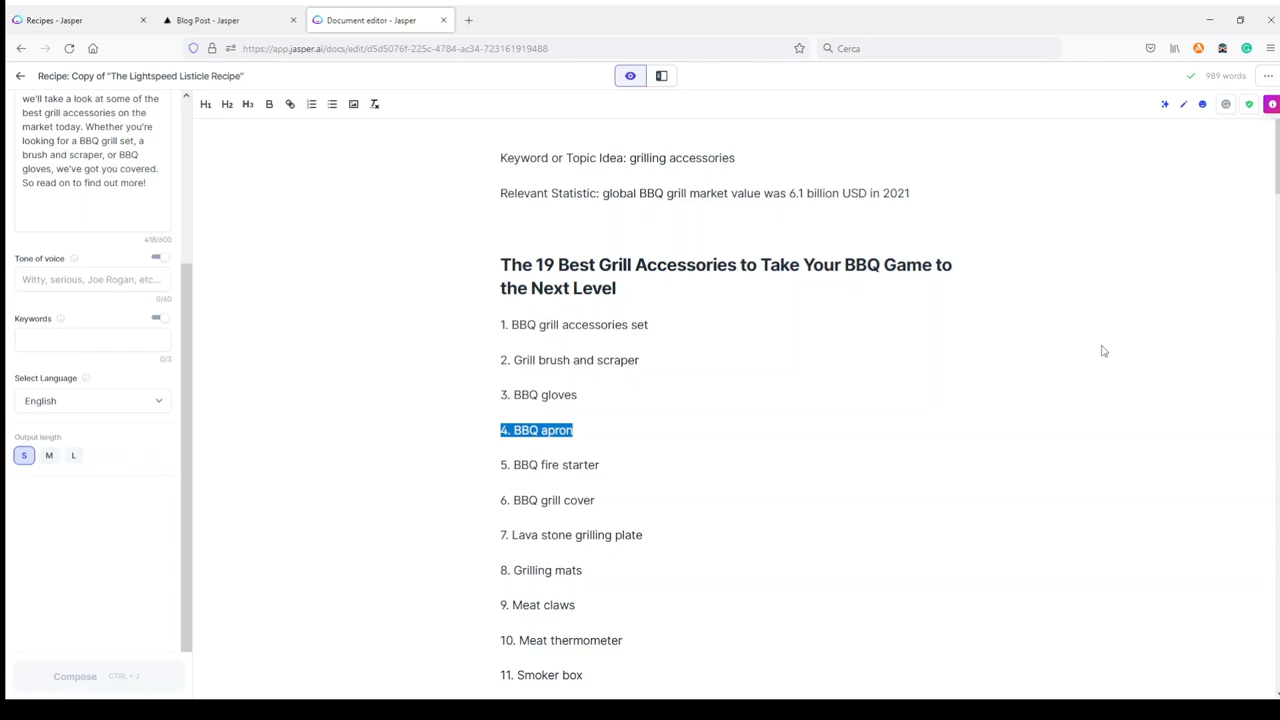 Recipes - Jasper
Blog Post - Jasper
Document editor - Jasper
https://app.jasper.ai/docs/edit/d5d5076f-225c-4784-ac34-723161919488
Cerca
Recipe: Copy of "The Lightspeed Listicle Recipe"
989 words
we'll take a look at some of the
best grill accessories on the
market today. Whether you're
looking for a BBQ grill set, a
brush and scraper, or BBQ
gloves, we've got you covered.
So read on to find out more!
418/600
Tone of voice
Witty, serious, Joe Rogan, etc...
0/60
Keywords
0/3
Select Language
English
Output length
S M L
Compose CTRL + J
H1 H2 H3 B
Keyword or Topic Idea: grilling accessories
Relevant Statistic: global BBQ grill market value was 6.1 billion USD in 2021
The 19 Best Grill Accessories to Take Your BBQ Game to
the Next Level
1. BBQ grill accessories set
2. Grill brush and scraper
3. BBQ gloves
4. BBQ apron
5. BBQ fire starter
6. BBQ grill cover
7. Lava stone grilling plate
8. Grilling mats
9. Meat claws
10. Meat thermometer
11. Smoker box